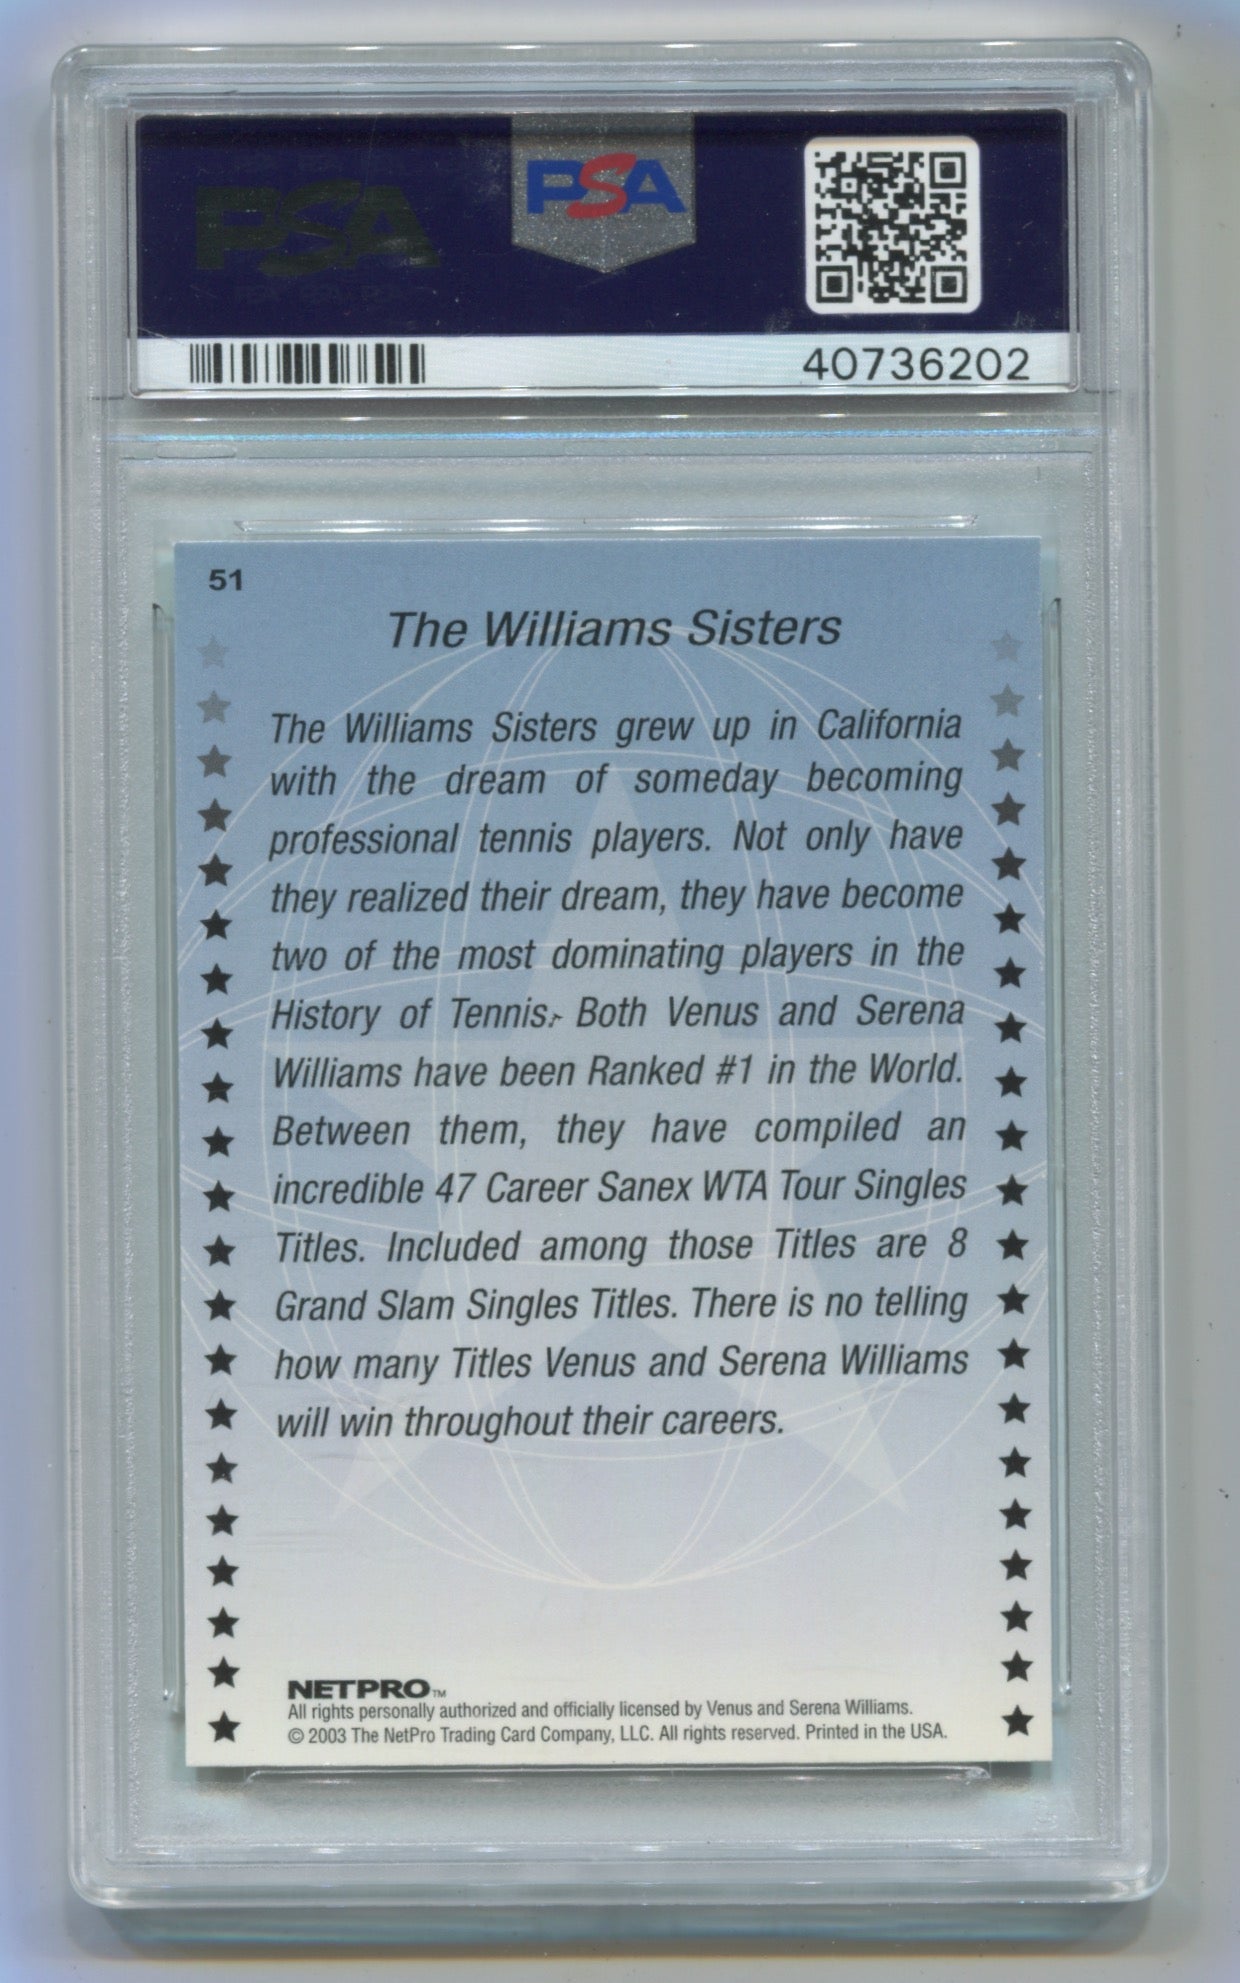 PSA
PSA
40736202
51
The Williams Sisters
The Williams Sisters grew up in California
with the dream of someday becoming
professional tennis players. Not only have
they realized their dream, they have become
two of the most dominating players in the
History of Tennis. Both Venus and Serena
Williams have been Ranked #1 in the World.
Between them, they have compiled an
incredible 47 Career Sanex WTA Tour Singles
Titles. Included among those Titles are 8
Grand Slam Singles Titles. There is no telling
how many Titles Venus and Serena Williams
will win throughout their careers.
NETPRO™
All rights personally authorized and officially licensed by Venus and Serena Williams.
© 2003 The NetPro Trading Card Company, LLC. All rights reserved. Printed in the USA.